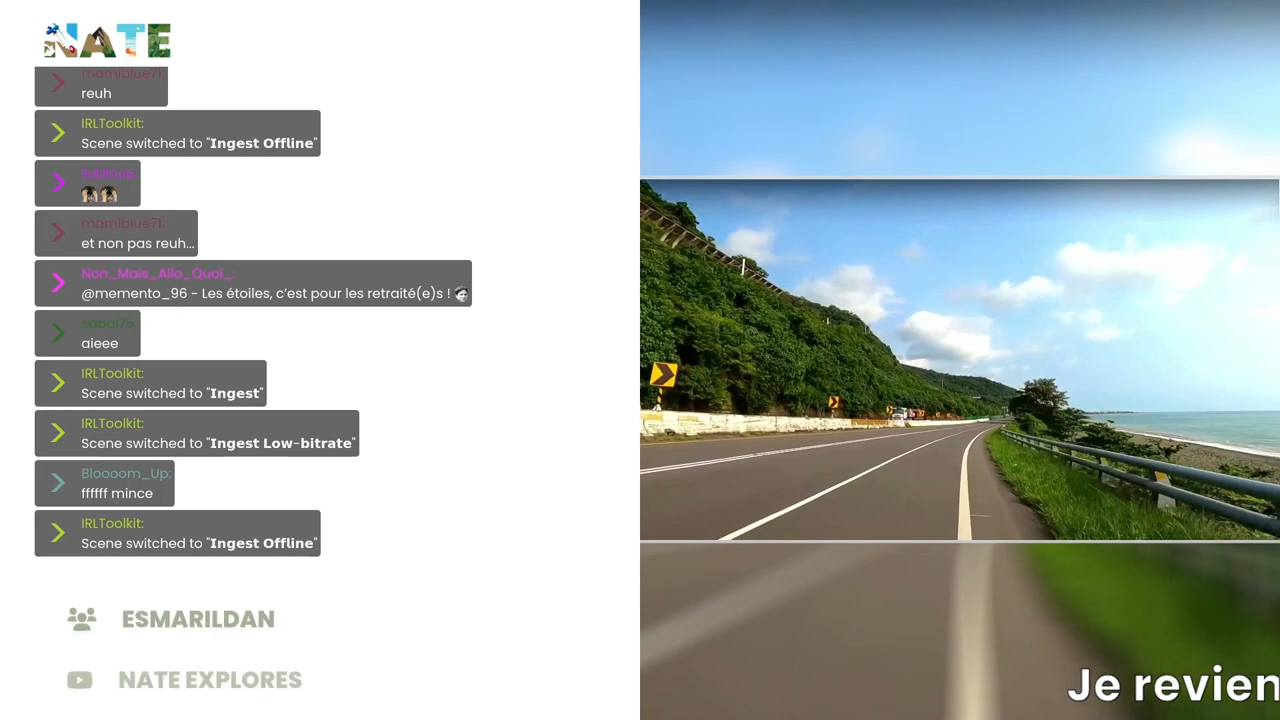 NATE
mamiblue71
reuh
IRLToolkit:
Scene switched to "Ingest Offline"
mamiblue71:
et non pas reuh...
Non_Mais_Allo_Quoi_:
@memento_96 - Les étoiles, c’est pour les retraité(e)s !
sabai75:
aieee
IRLToolkit:
Scene switched to "Ingest"
IRLToolkit:
Scene switched to "Ingest Low-bitrate"
Bloooom_Up:
ffffff mince
IRLToolkit:
Scene switched to "Ingest Offline"
ESMARILDAN
NATE EXPLORES
Je revien